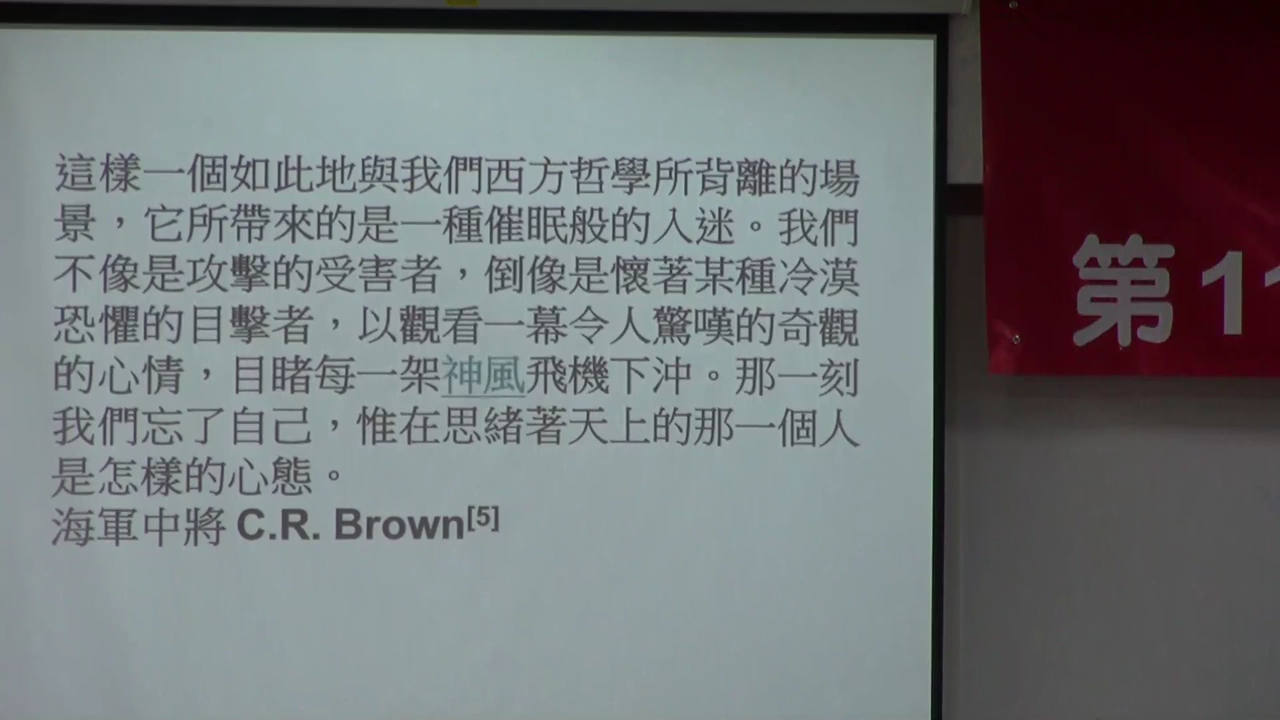 這樣一個如此地與我們西方哲學所背離的場
景，它所帶來的是一種催眠般的入迷。我們
不像是攻擊的受害者，倒像是懷著某種冷漠
恐懼的目擊者，以觀看一幕令人驚嘆的奇觀
的心情，目睹每一架神風飛機下沖。那一刻
我們忘了自己，惟在思緒著天上的那一個人
是怎樣的心態。
海軍中將 C.R. Brown[5]
第 11